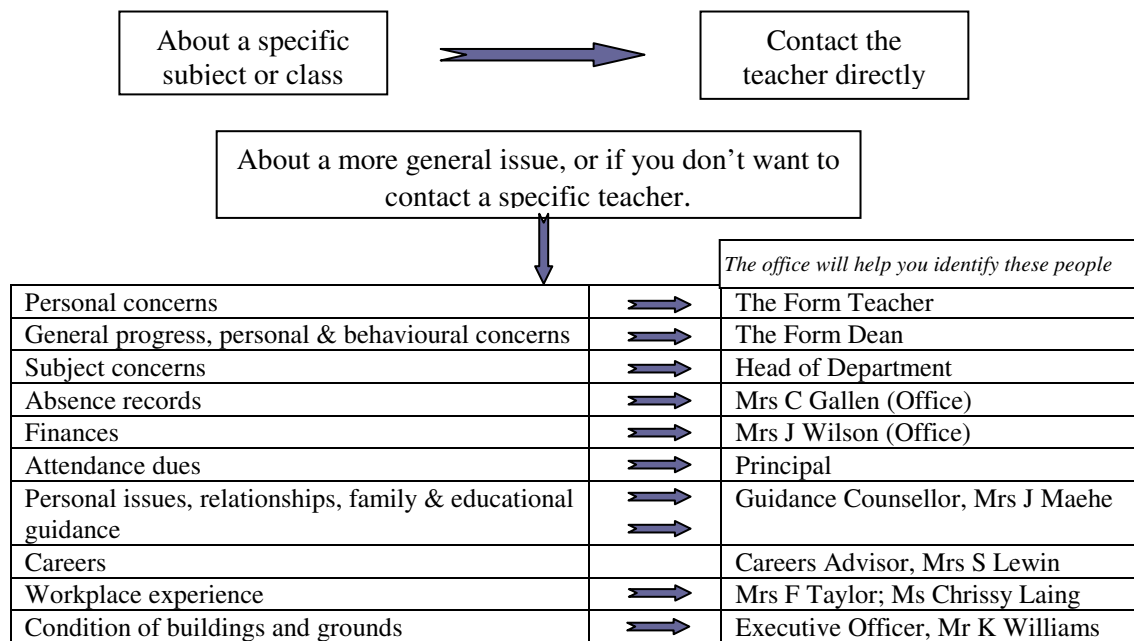 About a specific
subject or class
Contact the
teacher directly
About a more general issue, or if you don't want to
contact a specific teacher.
The office will help you identify these people
Personal concerns The Form Teacher
General progress, personal & behavioural concerns The Form Dean
Subject concerns Head of Department
Absence records Mrs C Gallen (Office)
Finances Mrs J Wilson (Office)
Attendance dues Principal
Personal issues, relationships, family & educational Guidance Counsellor, Mrs J Maehe
guidance
Careers Careers Advisor, Mrs S Lewin
Workplace experience Mrs F Taylor; Ms Chrissy Laing
Condition of buildings and grounds Executive Officer, Mr K Williams